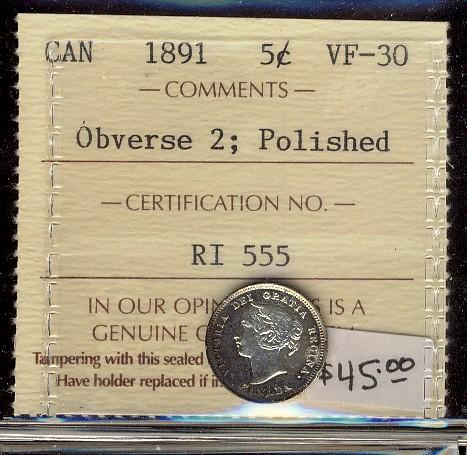 CAN 1891 5¢ VF-30
— COMMENTS —
Obverse 2; Polished
— CERTIFICATION NO. —
RI 555
IN OUR IS A
GENUINE
Tampering with this sealed
Have holder replaced if
VICTORIA DEI GRATIA REGINA.
CANADA
$45.00